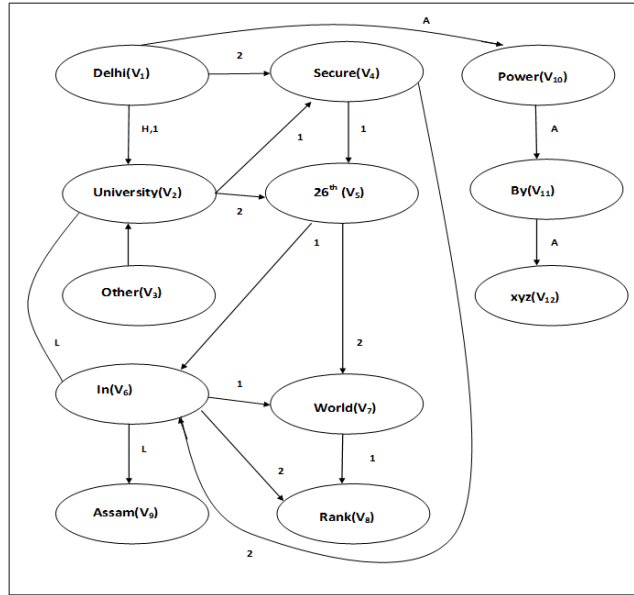 A
Delhi(V₁) 2 Secure(V₄) Power(V₁₀)
H,1 1 1 A
University(V₂) 2 26ᵗʰ (V₅) By(V₁₁)
1 A
Other(V₃) xyz(V₁₂)
L 2
In(V₆) 1 World(V₇)
L 2 1
Assam(V₉) Rank(V₈)
2